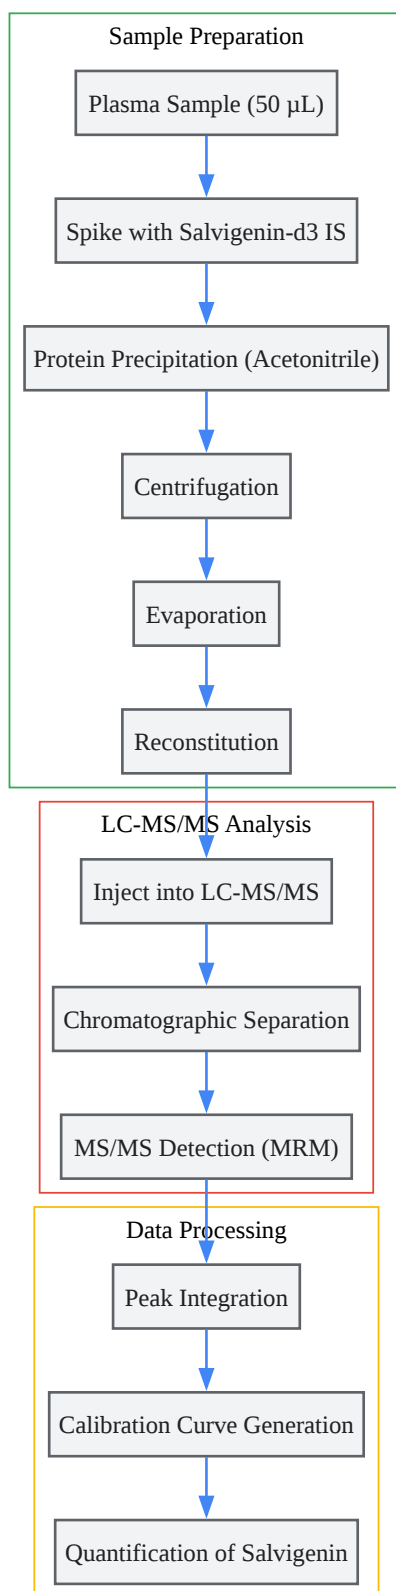 Sample Preparation
Plasma Sample (50 µL)
Spike with Salvigenin-d3 IS
Protein Precipitation (Acetonitrile)
Centrifugation
Evaporation
Reconstitution
LC-MS/MS Analysis
Inject into LC-MS/MS
Chromatographic Separation
MS/MS Detection (MRM)
Data Processing
Peak Integration
Calibration Curve Generation
Quantification of Salvigenin